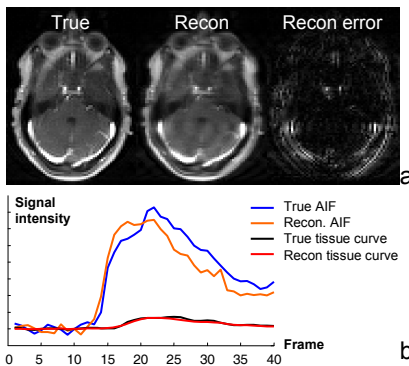 True Recon Recon error
a
Signal
intensity
True AIF
Recon. AIF
True tissue curve
Recon tissue curve
b
0 5 10 15 20 25 30 35 40
Frame